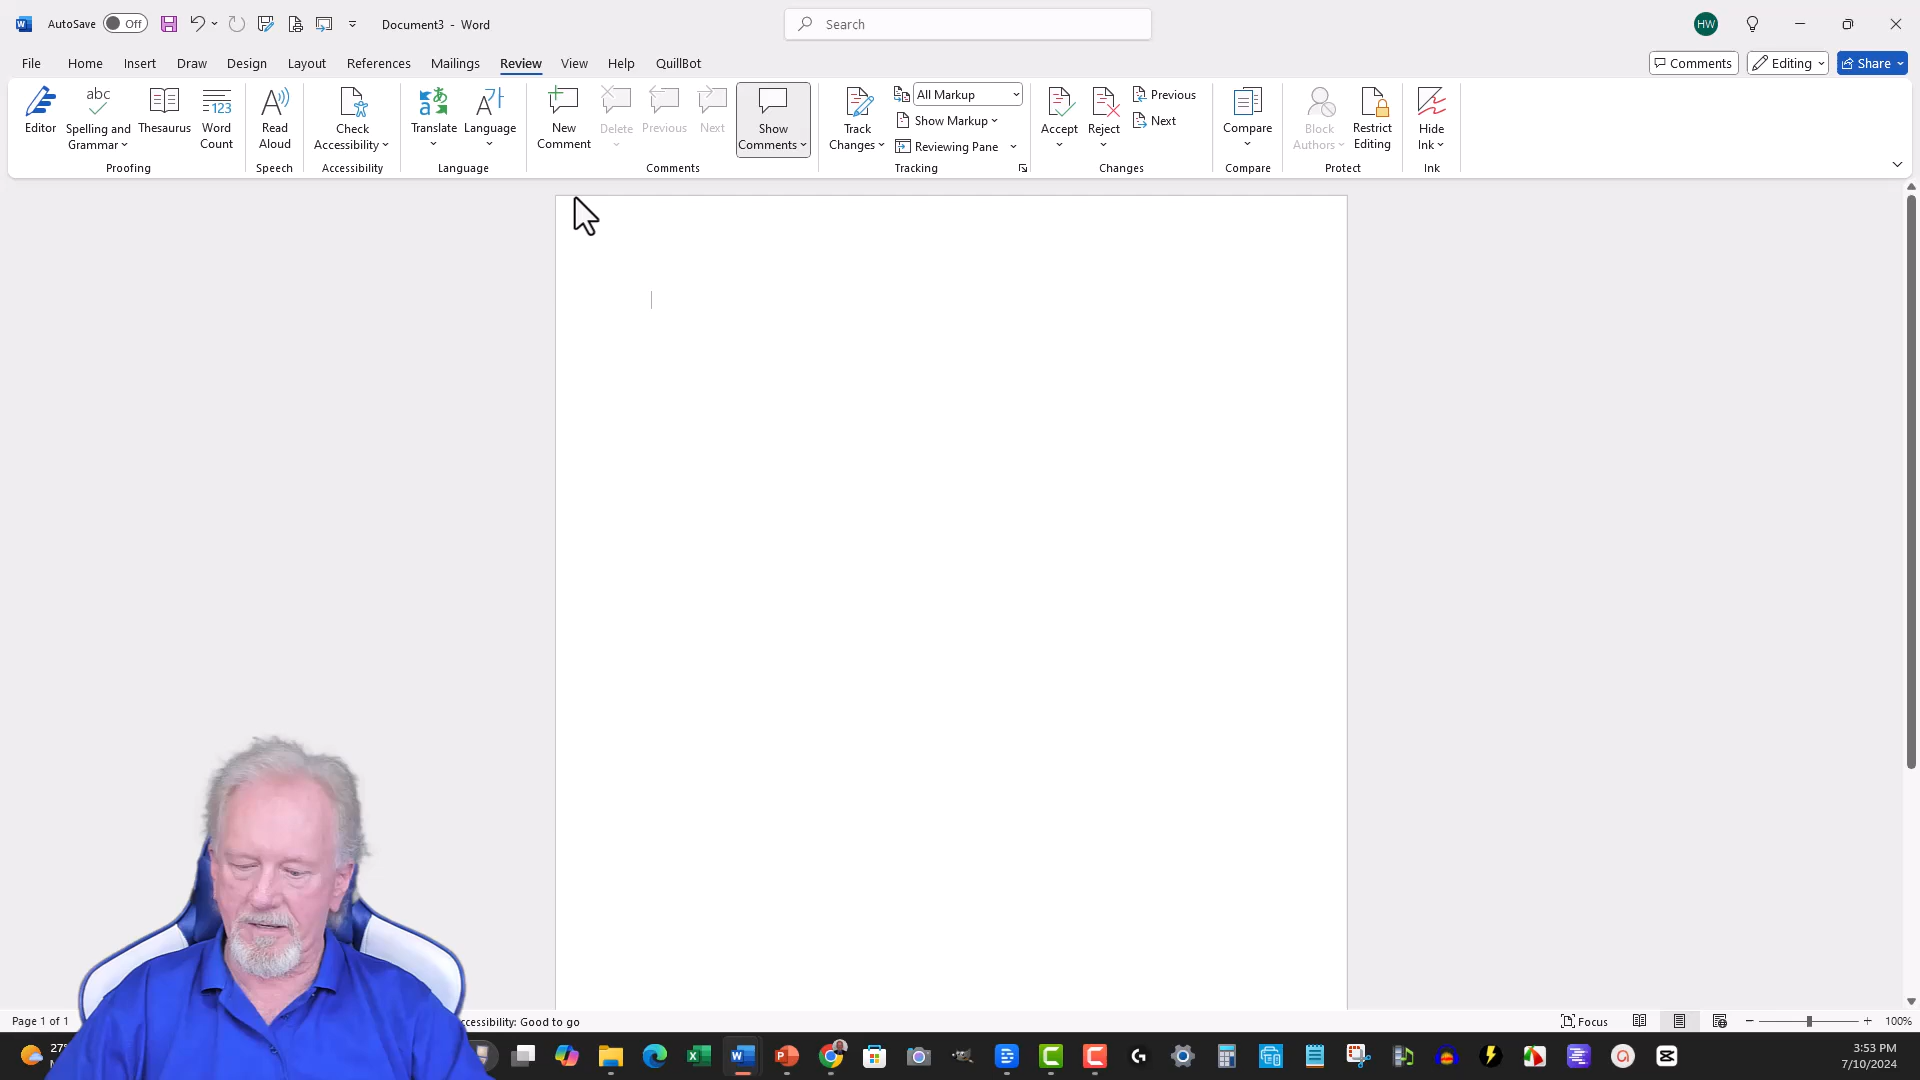 AutoSave Off Document3 - Word Search HW
File Home Insert Draw Design Layout References Mailings Review View Help QuillBot Comments Editing Share
Editor
abc Spelling and Grammar
Thesaurus
123 Word Count
Read Aloud
Check Accessibility
Translate
Language
New Comment
Delete
Previous
Next
Show Comments
Track Changes
All Markup
Show Markup
Reviewing Pane
Accept
Reject
Previous
Next
Compare
Block Authors
Restrict Editing
Hide Ink
Proofing Speech Accessibility Language Comments Tracking Changes Compare Protect Ink
Page 1 of 1 ccessibility: Good to go Focus 100%
27°
3:53 PM
7/10/2024